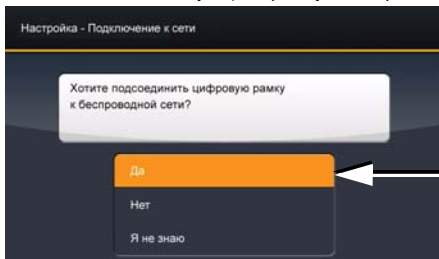 Настройка - Подключение к сети
Хотите подсоединить цифровую рамку
к беспроводной сети?
Да
Нет
Я не знаю